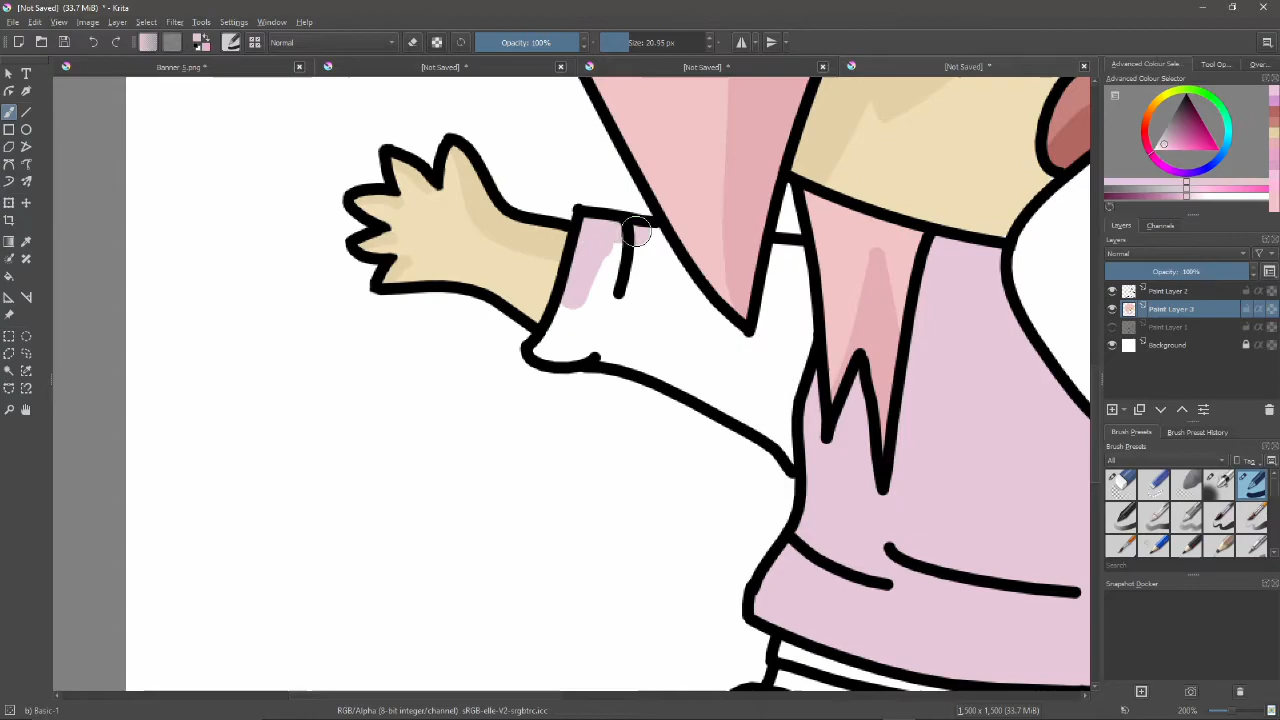 [Not Saved] (33.7 MiB) * - Krita
File Edit View Image Layer Select Filter Tools Settings Window Help
Normal Opacity: 100% Size: 20.95 px
Banner 5.png* [Not Saved] * [Not Saved] * [Not Saved] *
Advanced Colour Sele... Tool Op... Over...
Advanced Colour Selector
Layers Channels
Layers
Normal
Opacity: 100%
Paint Layer 2
Paint Layer 3
Paint Layer 1
Background
Brush Presets Brush Preset History
Brush Presets
All Tag
Search
Snapshot Docker
b) Basic-1 RGB/Alpha (8-bit integer/channel) sRGB-elle-V2-srgbtrc.icc 1,500 x 1,500 (33.7 MiB) 200%